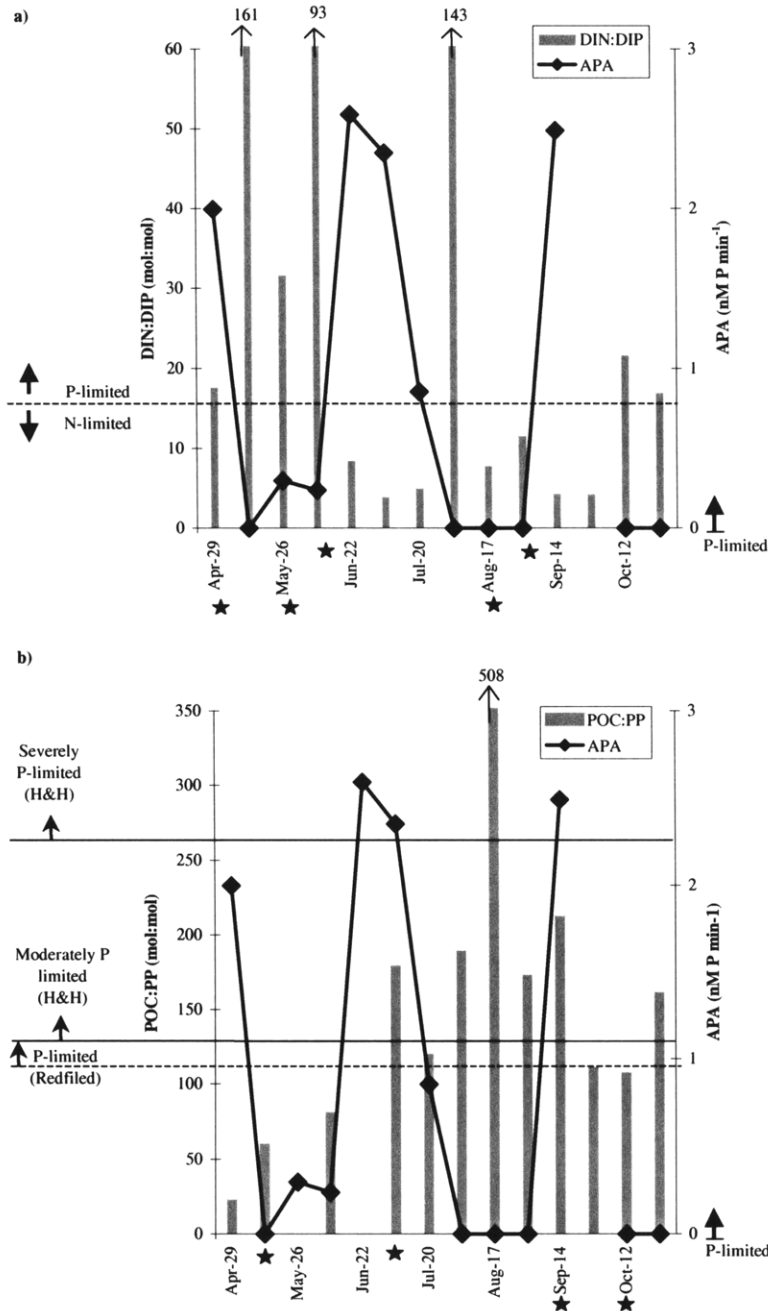 a)
161
93
143
DIN:DIP
APA
60
50
40
30
20
10
0
DIN:DIP (mol:mol)
3
2
1
0
APA (nM P min-1)
P-limited
N-limited
P-limited
Apr-29
May-26
Jun-22
Jul-20
Aug-17
Sep-14
Oct-12
b)
508
POC:PP
APA
350
300
250
200
150
100
50
0
POC:PP (mol:mol)
3
2
1
0
APA (nM P min-1)
Severely
P-limited
(H&H)
Moderately P
limited
(H&H)
P-limited
(Redfiled)
P-limited
Apr-29
May-26
Jun-22
Jul-20
Aug-17
Sep-14
Oct-12